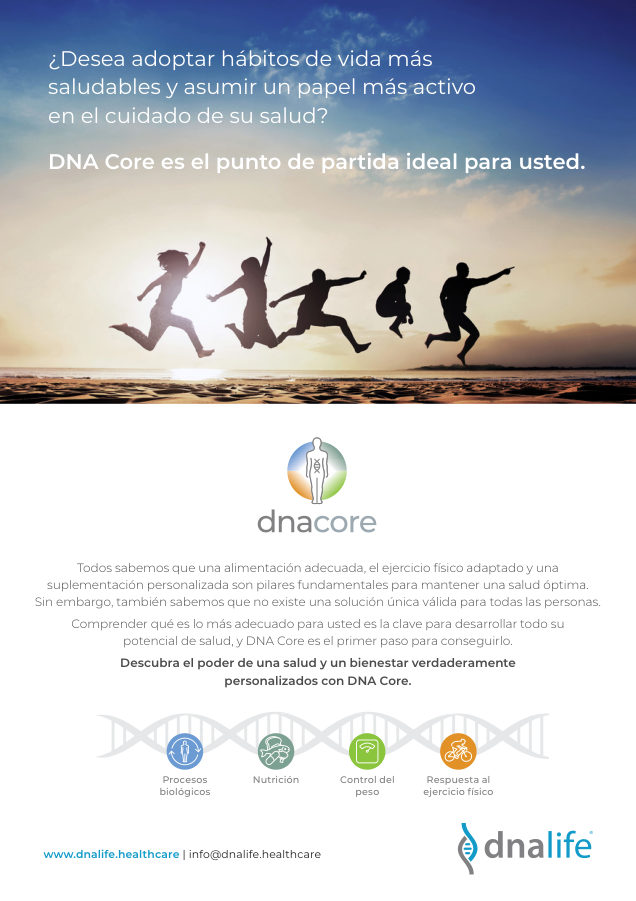 ¿Desea adoptar hábitos de vida más
saludables y asumir un papel más activo
en el cuidado de su salud?
DNA Core es el punto de partida ideal para usted.
dnacore
Todos sabemos que una alimentación adecuada, el ejercicio físico adaptado y una
suplementación personalizada son pilares fundamentales para mantener una salud óptima.
Sin embargo, también sabemos que no existe una solución única válida para todas las personas.
Comprender qué es lo más adecuado para usted es la clave para desarrollar todo su
potencial de salud, y DNA Core es el primer paso para conseguirlo.
Descubra el poder de una salud y un bienestar verdaderamente
personalizados con DNA Core.
Procesos
biológicos
Nutrición
Control del
peso
Respuesta al
ejercicio físico
www.dnalife.healthcare | info@dnalife.healthcare
dnalife®